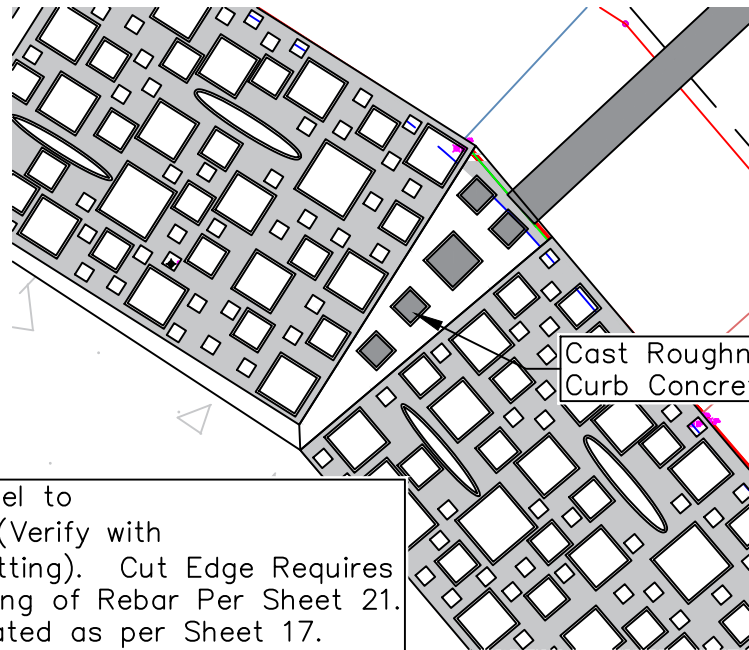 Cast Roughn
Curb Concre
el to
(Verify with
tting). Cut Edge Requires
ng of Rebar Per Sheet 21.
ated as per Sheet 17.